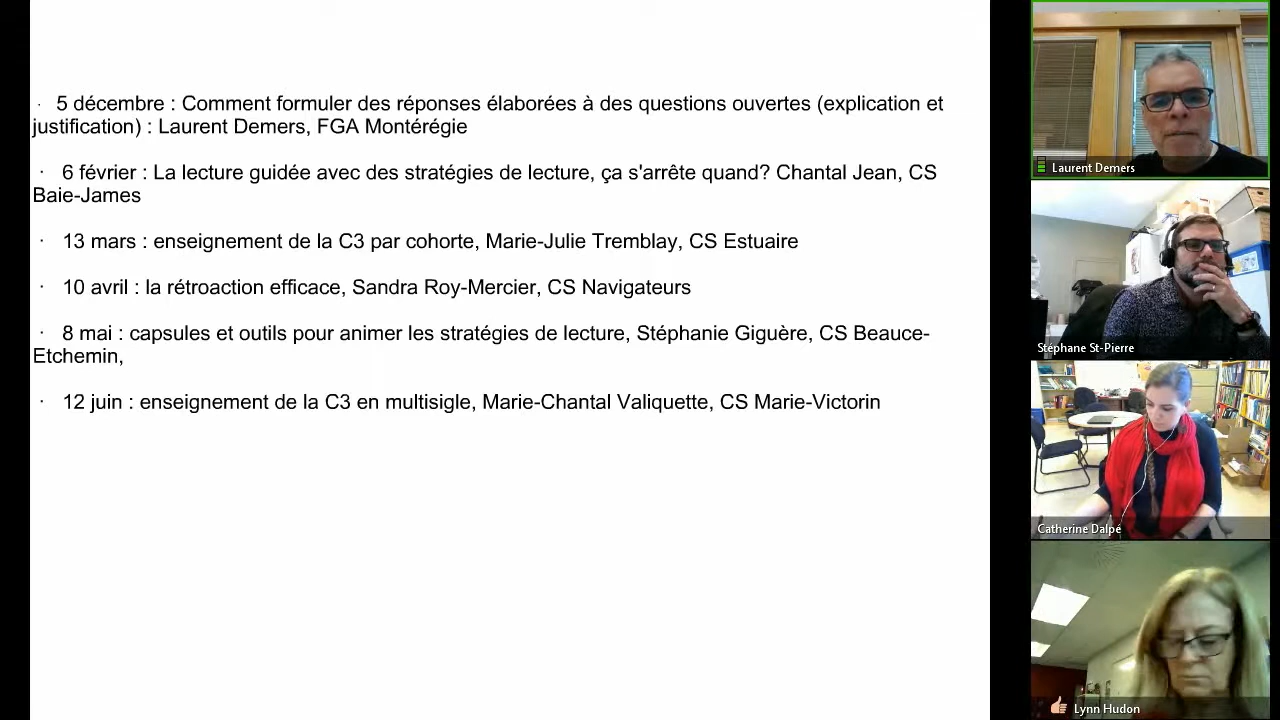 · 5 décembre : Comment formuler des réponses élaborées à des questions ouvertes (explication et
justification) : Laurent Demers, FGA Montérégie
· 6 février : La lecture guidée avec des stratégies de lecture, ça s'arrête quand? Chantal Jean, CS
Baie-James
· 13 mars : enseignement de la C3 par cohorte, Marie-Julie Tremblay, CS Estuaire
· 10 avril : la rétroaction efficace, Sandra Roy-Mercier, CS Navigateurs
· 8 mai : capsules et outils pour animer les stratégies de lecture, Stéphanie Giguère, CS Beauce-
Etchemin,
· 12 juin : enseignement de la C3 en multisigle, Marie-Chantal Valiquette, CS Marie-Victorin
Laurent Demers
Stéphane St-Pierre
Catherine Dalpé
Lynn Hudon